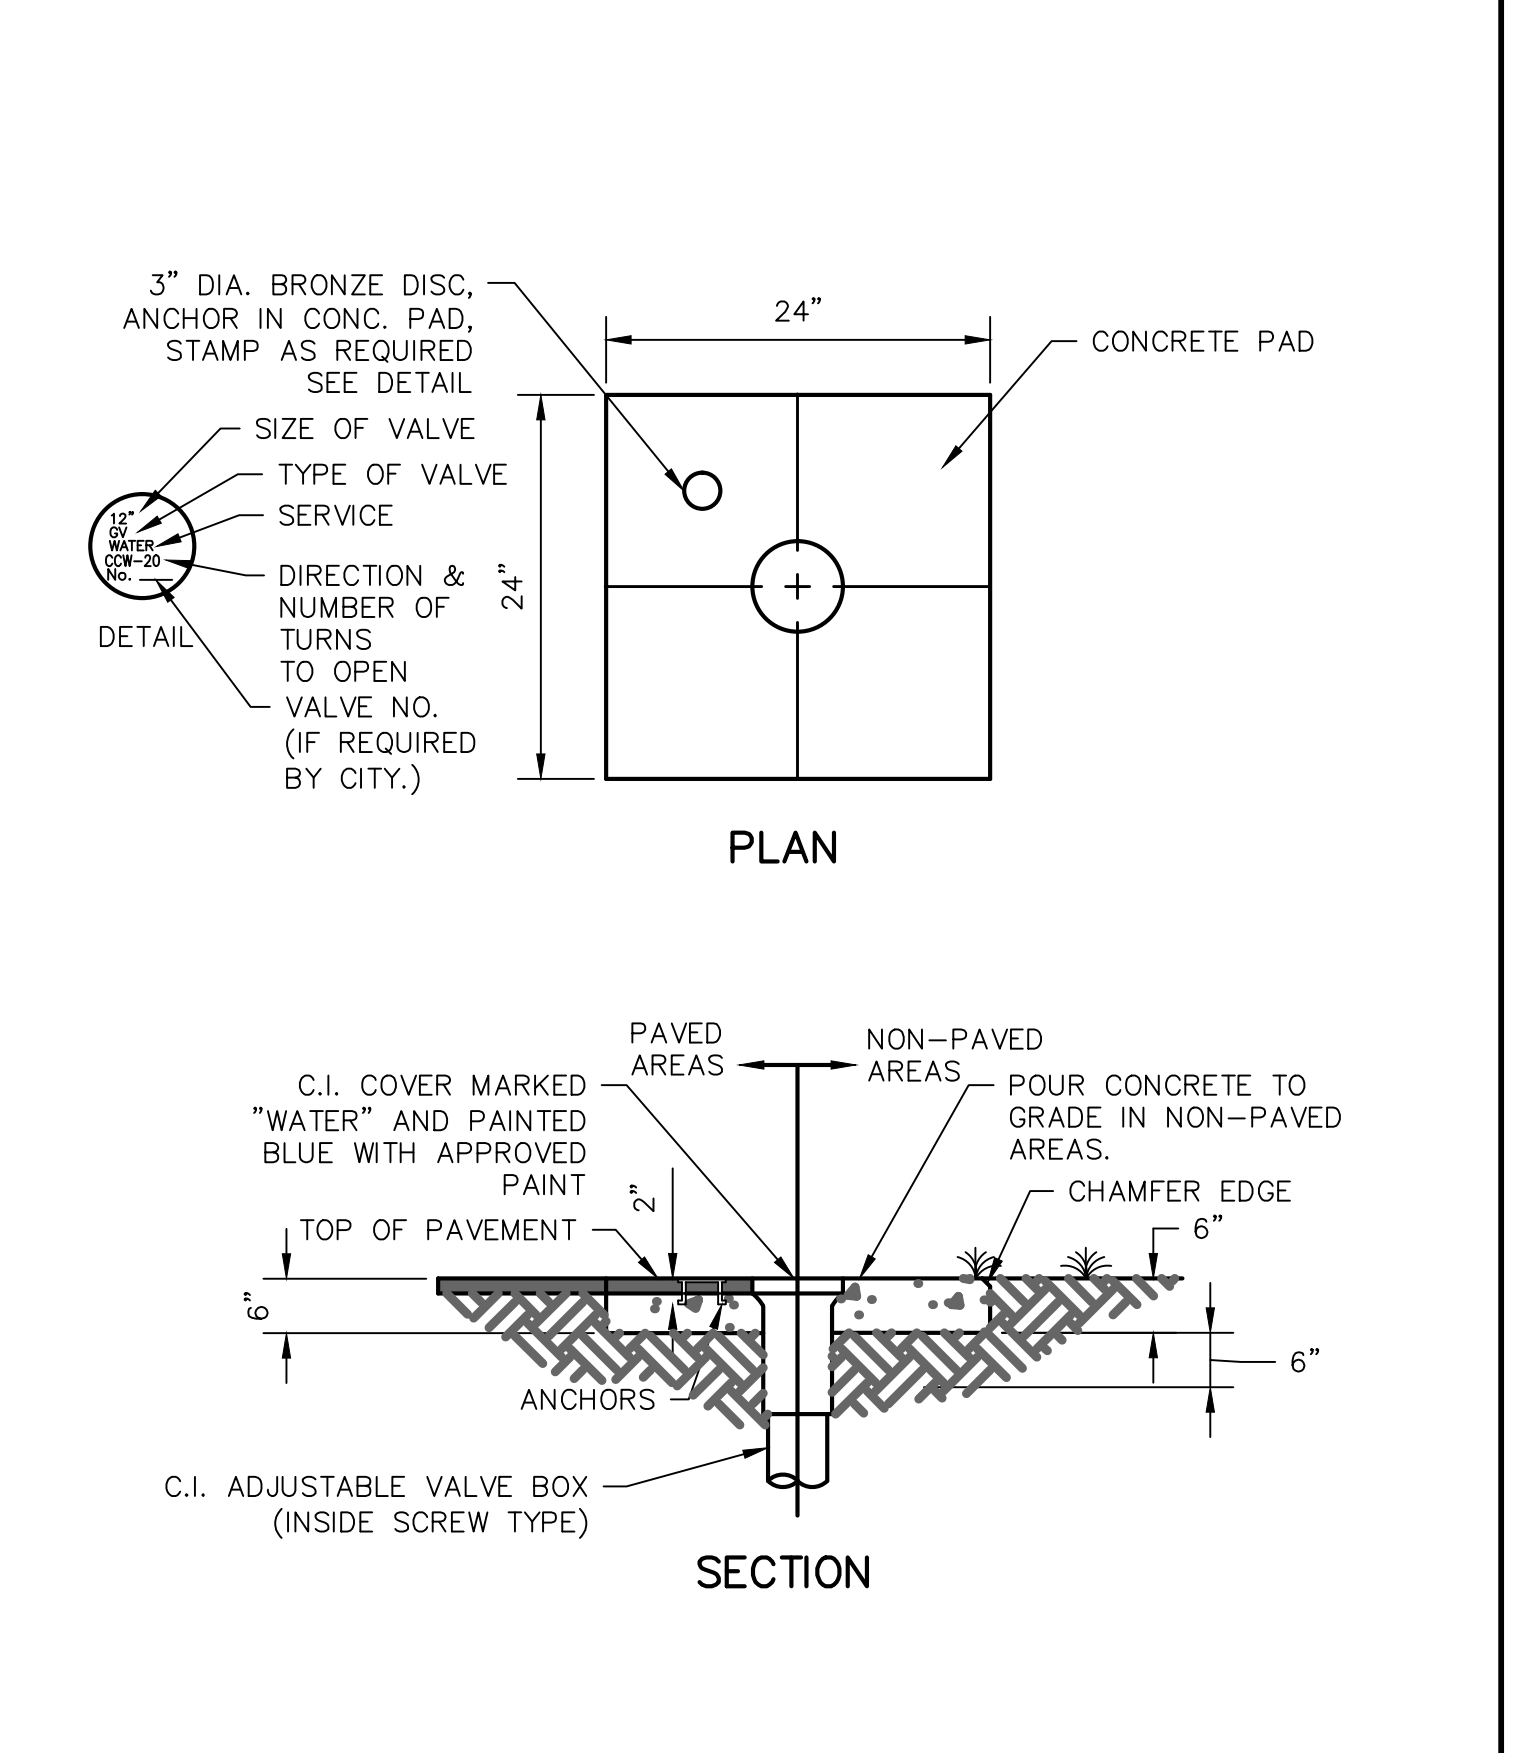 3" DIA. BRONZE DISC,
ANCHOR IN CONC. PAD,
STAMP AS REQUIRED
SEE DETAIL
24"
CONCRETE PAD
SIZE OF VALVE
TYPE OF VALVE
SERVICE
12"
GV
WATER
CCW-20
No. ___
DETAIL
DIRECTION &
NUMBER OF
TURNS
TO OPEN
24"
VALVE NO.
(IF REQUIRED
BY CITY.)
PLAN
PAVED
AREAS
NON-PAVED
AREAS
C.I. COVER MARKED
"WATER" AND PAINTED
BLUE WITH APPROVED
PAINT
POUR CONCRETE TO
GRADE IN NON-PAVED
AREAS.
2"
CHAMFER EDGE
TOP OF PAVEMENT
6"
6"
6"
ANCHORS
C.I. ADJUSTABLE VALVE BOX
(INSIDE SCREW TYPE)
SECTION